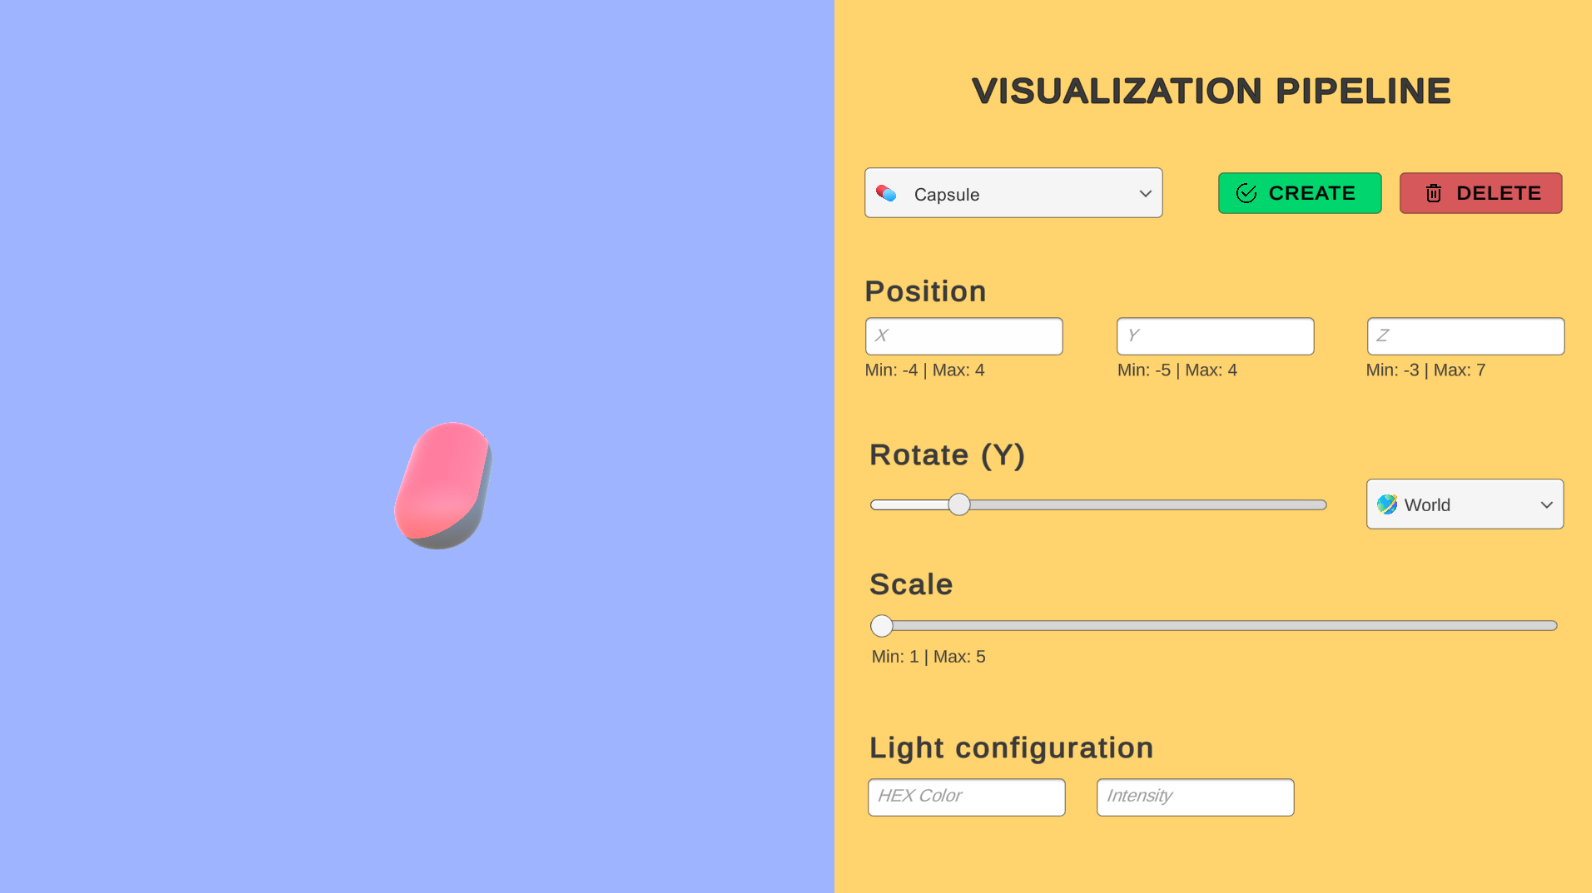 VISUALIZATION PIPELINE
Capsule
CREATE
DELETE
Position
X
Y
Z
Min: -4 | Max: 4
Min: -5 | Max: 4
Min: -3 | Max: 7
Rotate (Y)
World
Scale
Min: 1 | Max: 5
Light configuration
HEX Color
Intensity